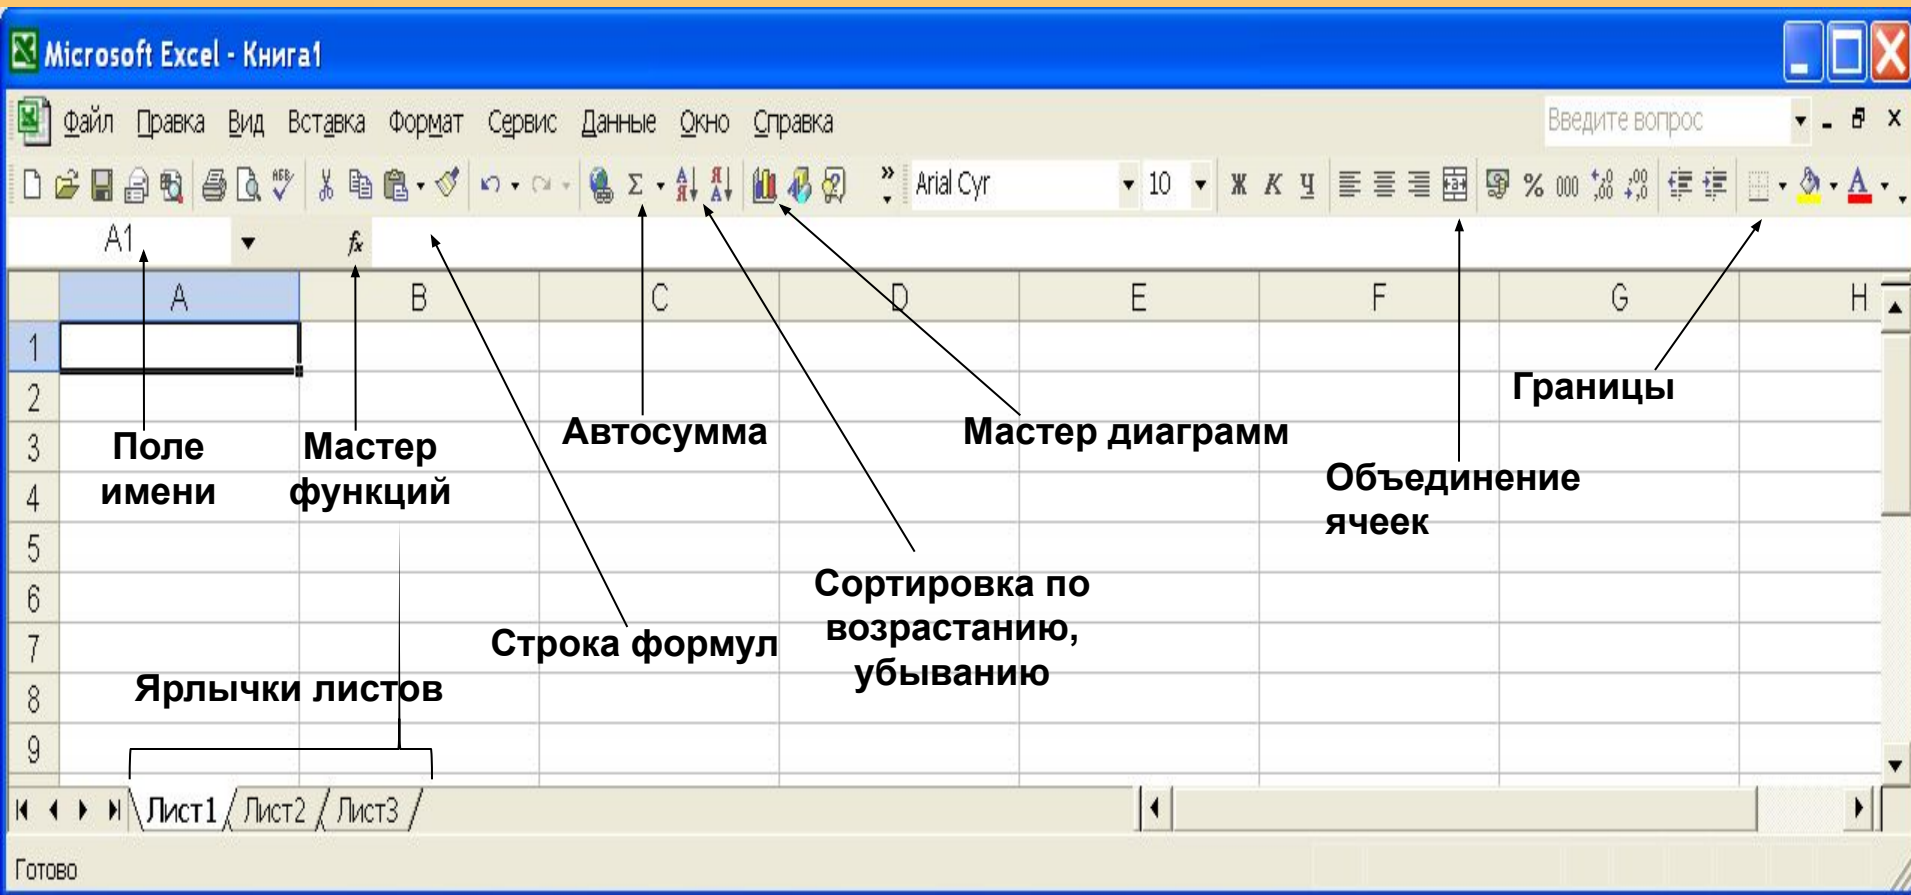 Microsoft Excel - Книга1
Файл Правка Вид Вставка Формат Сервис Данные Окно Справка Введите вопрос
Arial Cyr 10 Ж К Ч % 000
A1 fx
A B C D E F G H
1
2
Границы
3
Поле имени
Мастер функций
Автосумма
Мастер диаграмм
4
Объединение
ячеек
5
6
Сортировка по
возрастанию,
убыванию
7
Строка формул
8
Ярлычки листов
9
Лист1 Лист2 Лист3
Готово